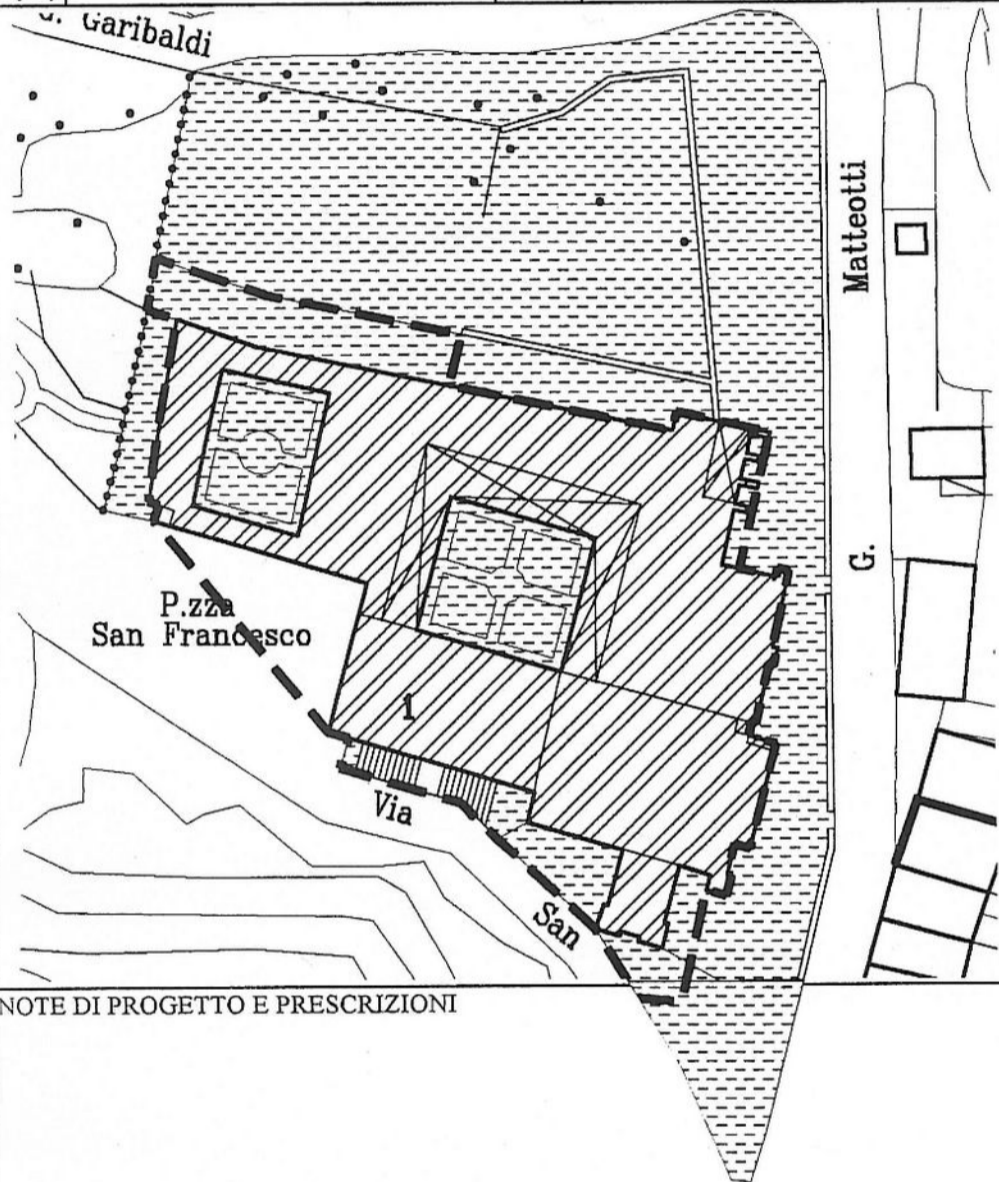 G. Garibaldi
Matteotti
G.
P.zza
San Francesco
1
Via
San
NOTE DI PROGETTO E PRESCRIZIONI